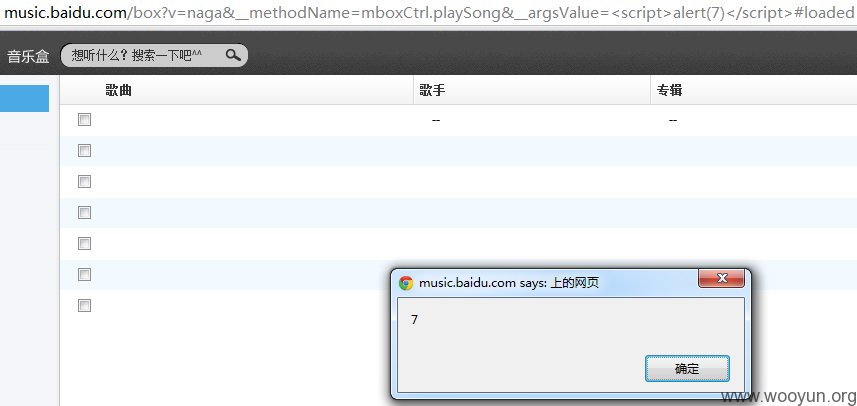 music.baidu.com/box?v=naga&__methodName=mboxCtrl.playSong&__argsValue=<script>alert(7)</script>#loaded
音乐盒 想听什么？搜索一下吧^^
歌曲 歌手 专辑
-- --
music.baidu.com says: 上的网页
7
确定
www.wooyun.org